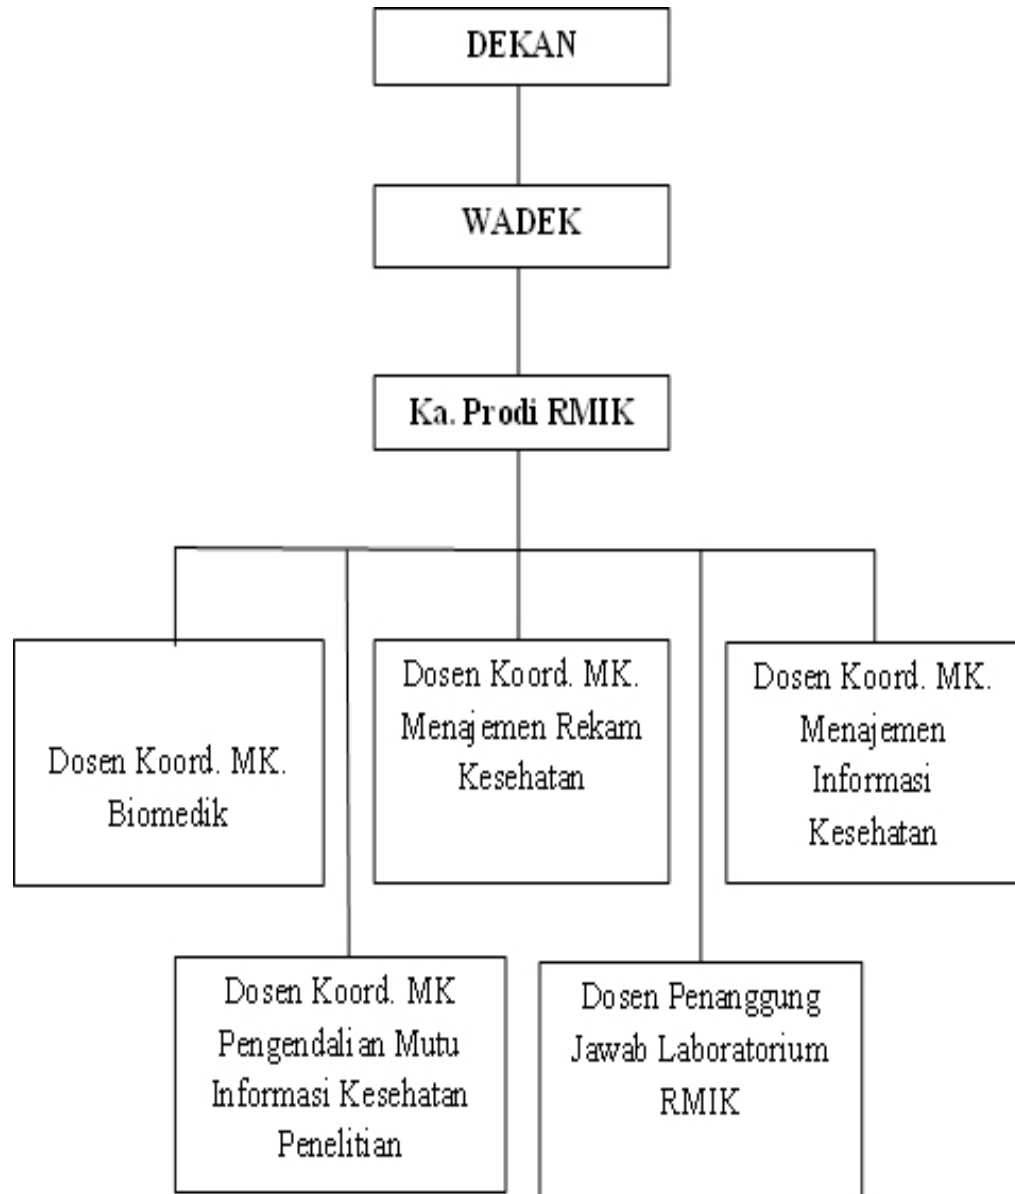 DEKAN
WADEK
Ka. Prodi RMIK
Dosen Koord. MK.
Biomedik
Dosen Koord. MK.
Menajemen Rekam
Kesehatan
Dosen Koord. MK.
Menajemen
Informasi
Kesehatan
Dosen Koord. MK
Pengendalian Mutu
Informasi Kesehatan
Penelitian
Dosen Penanggung
Jawab Laboratorium
RMIK